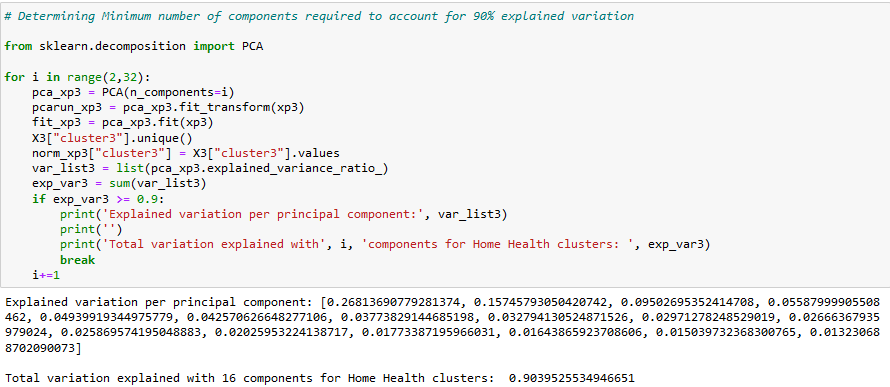 # Determining Minimum number of components required to account for 90% explained variation
from sklearn.decomposition import PCA
for i in range(2,32):
    pca_xp3 = PCA(n_components=i)
    pcarun_xp3 = pca_xp3.fit_transform(xp3)
    fit_xp3 = pca_xp3.fit(xp3)
    X3["cluster3"].unique()
    norm_xp3["cluster3"] = X3["cluster3"].values
    var_list3 = list(pca_xp3.explained_variance_ratio_)
    exp_var3 = sum(var_list3)
    if exp_var3 >= 0.9:
        print('Explained variation per principal component:', var_list3)
        print('')
        print('Total variation explained with', i, 'components for Home Health clusters: ', exp_var3)
        break
    i+=1
Explained variation per principal component: [0.26813690779281374, 0.15745793050420742, 0.09502695352414708, 0.05587999905508
462, 0.04939919344975779, 0.042570626648277106, 0.03773829144685198, 0.032794130524871526, 0.02971278248529019, 0.02666367935
979024, 0.025869574195048883, 0.02025953224138717, 0.01773387195966031, 0.01643865923708606, 0.015039732368300765, 0.01323068
8702090073]
Total variation explained with 16 components for Home Health clusters:  0.9039525534946651